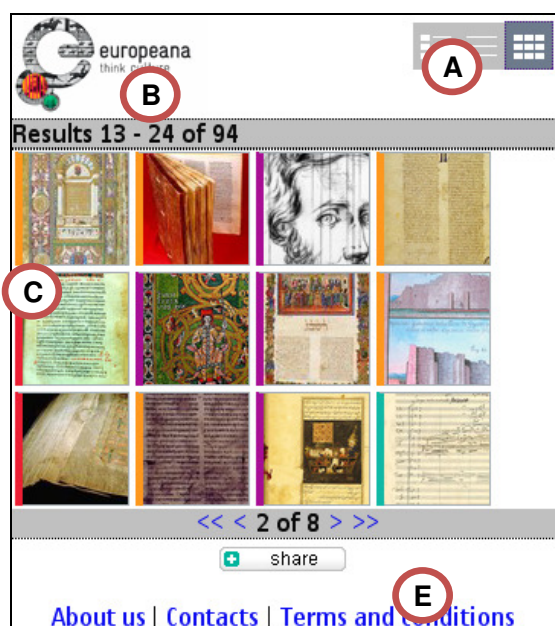 europeana
think culture
A
B
Results 13 - 24 of 94
C
<< < 2 of 8 > >>
share
E
About us | Contacts | Terms and conditions